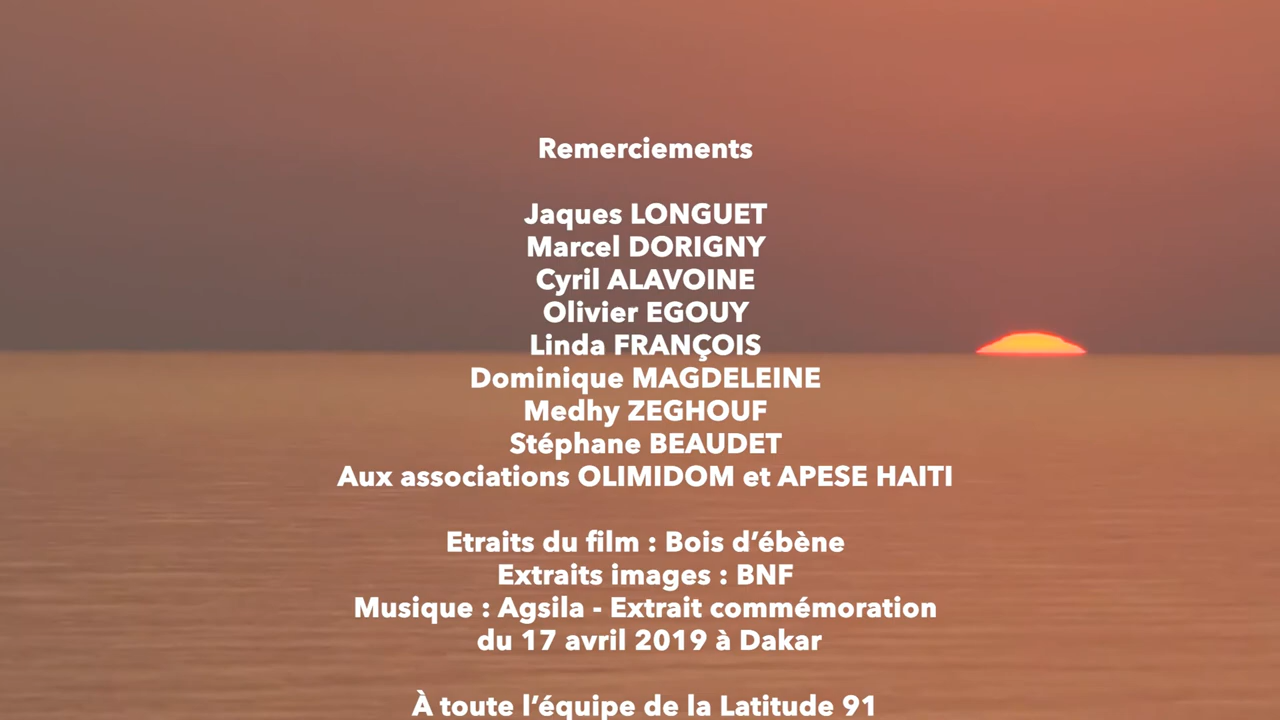 Remerciements
Jaques LONGUET
Marcel DORIGNY
Cyril ALAVOINE
Olivier EGOUY
Linda FRANÇOIS
Dominique MAGDELEINE
Medhy ZEGHOUF
Stéphane BEAUDET
Aux associations OLIMIDOM et APESE HAITI
Etraits du film : Bois d’ébène
Extraits images : BNF
Musique : Agsila - Extrait commémoration
du 17 avril 2019 à Dakar
À toute l’équipe de la Latitude 91